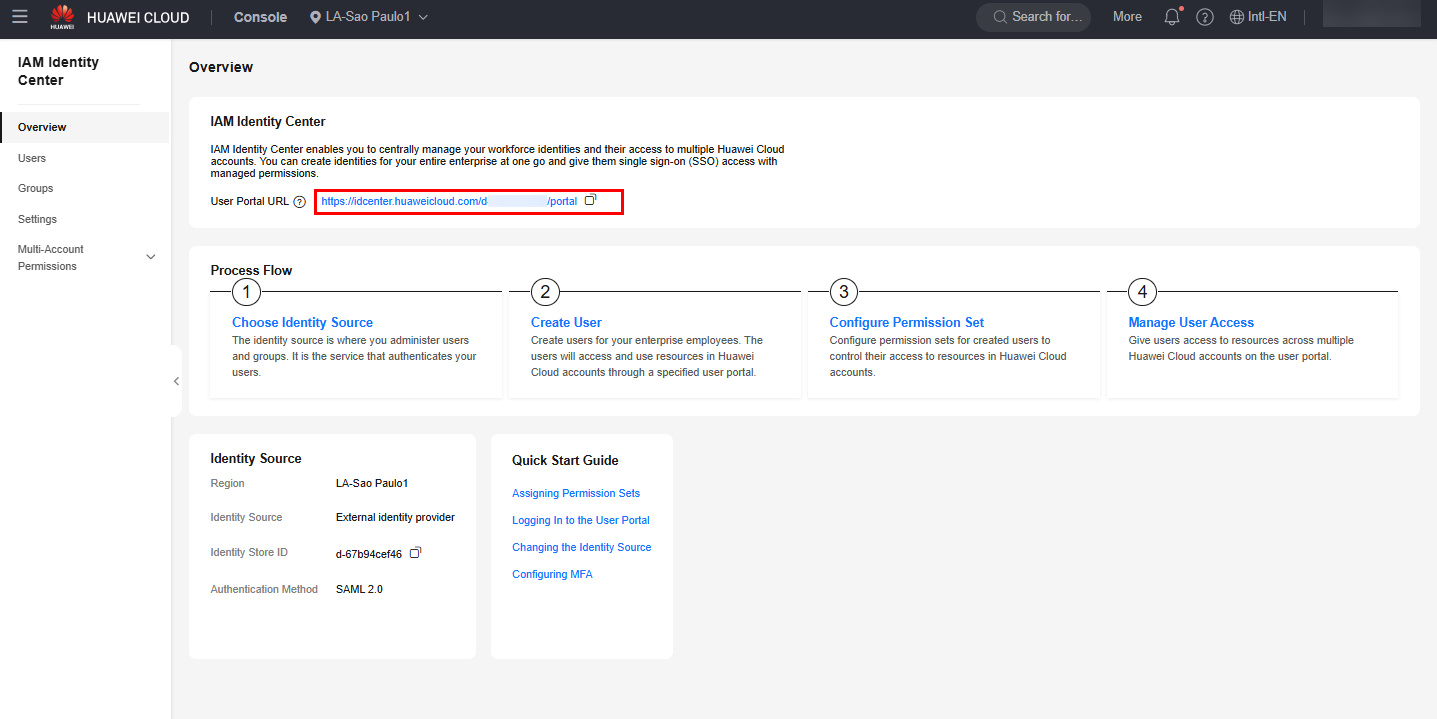 HUAWEI
HUAWEI CLOUD
Console
LA-Sao Paulo1
Search for...
More
?
Intl-EN
IAM Identity
Center
Overview
Users
Groups
Settings
Multi-Account
Permissions
Overview
IAM Identity Center
IAM Identity Center enables you to centrally manage your workforce identities and their access to multiple Huawei Cloud
accounts. You can create identities for your entire enterprise at one go and give them single sign-on (SSO) access with
managed permissions.
User Portal URL ? https://idcenter.huaweicloud.com/d /portal
Process Flow
1
Choose Identity Source
The identity source is where you administer users
and groups. It is the service that authenticates your
users.
2
Create User
Create users for your enterprise employees. The
users will access and use resources in Huawei
Cloud accounts through a specified user portal.
3
Configure Permission Set
Configure permission sets for created users to
control their access to resources in Huawei Cloud
accounts.
4
Manage User Access
Give users access to resources across multiple
Huawei Cloud accounts on the user portal.
Identity Source
Region LA-Sao Paulo1
Identity Source External identity provider
Identity Store ID d-67b94cef46
Authentication Method SAML 2.0
Quick Start Guide
Assigning Permission Sets
Logging In to the User Portal
Changing the Identity Source
Configuring MFA